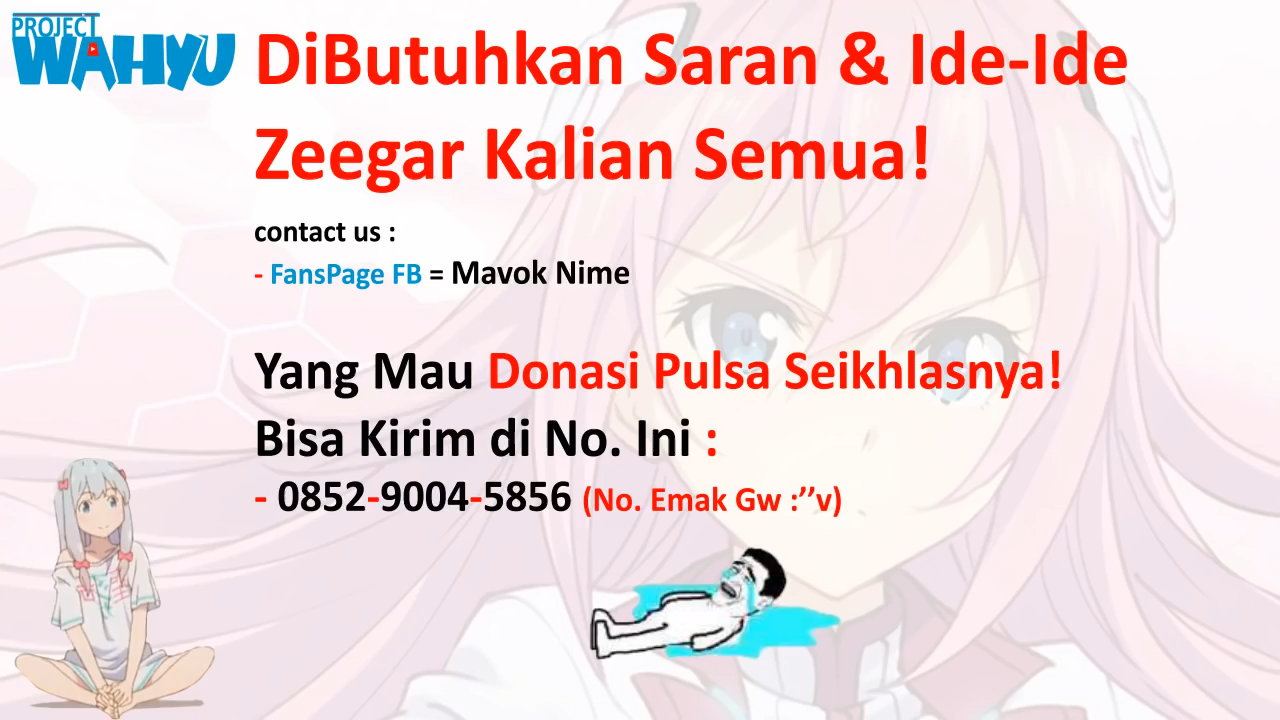 PROJECT
WAHYU
DiButuhkan Saran & Ide-Ide
Zeegar Kalian Semua!
contact us :
- FansPage FB = Mavok Nime
Yang Mau Donasi Pulsa Seikhlasnya!
Bisa Kirim di No. Ini :
- 0852-9004-5856 (No. Emak Gw :’’v)